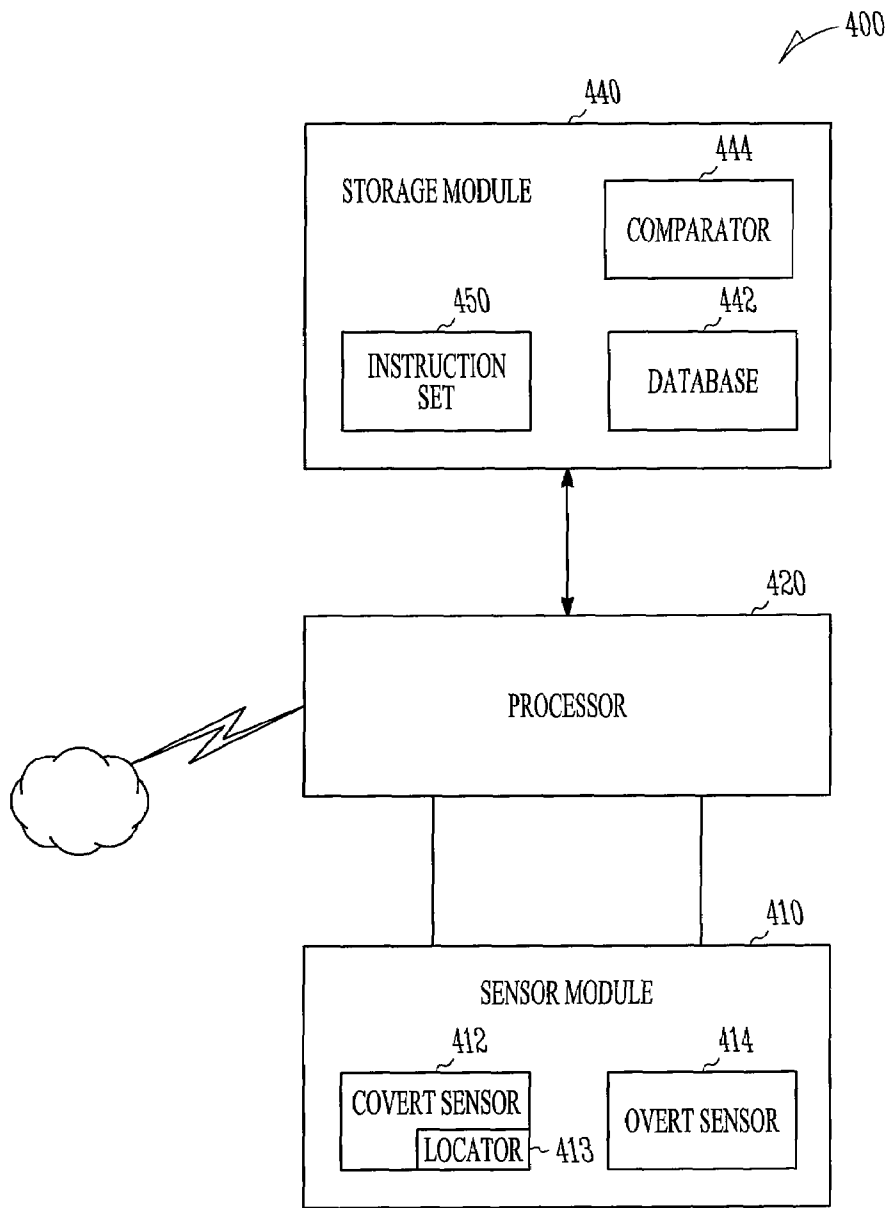 400
440
444
STORAGE MODULE
COMPARATOR
450
442
INSTRUCTION
SET
DATABASE
420
PROCESSOR
410
SENSOR MODULE
412
414
COVERT SENSOR
OVERT SENSOR
LOCATOR
413